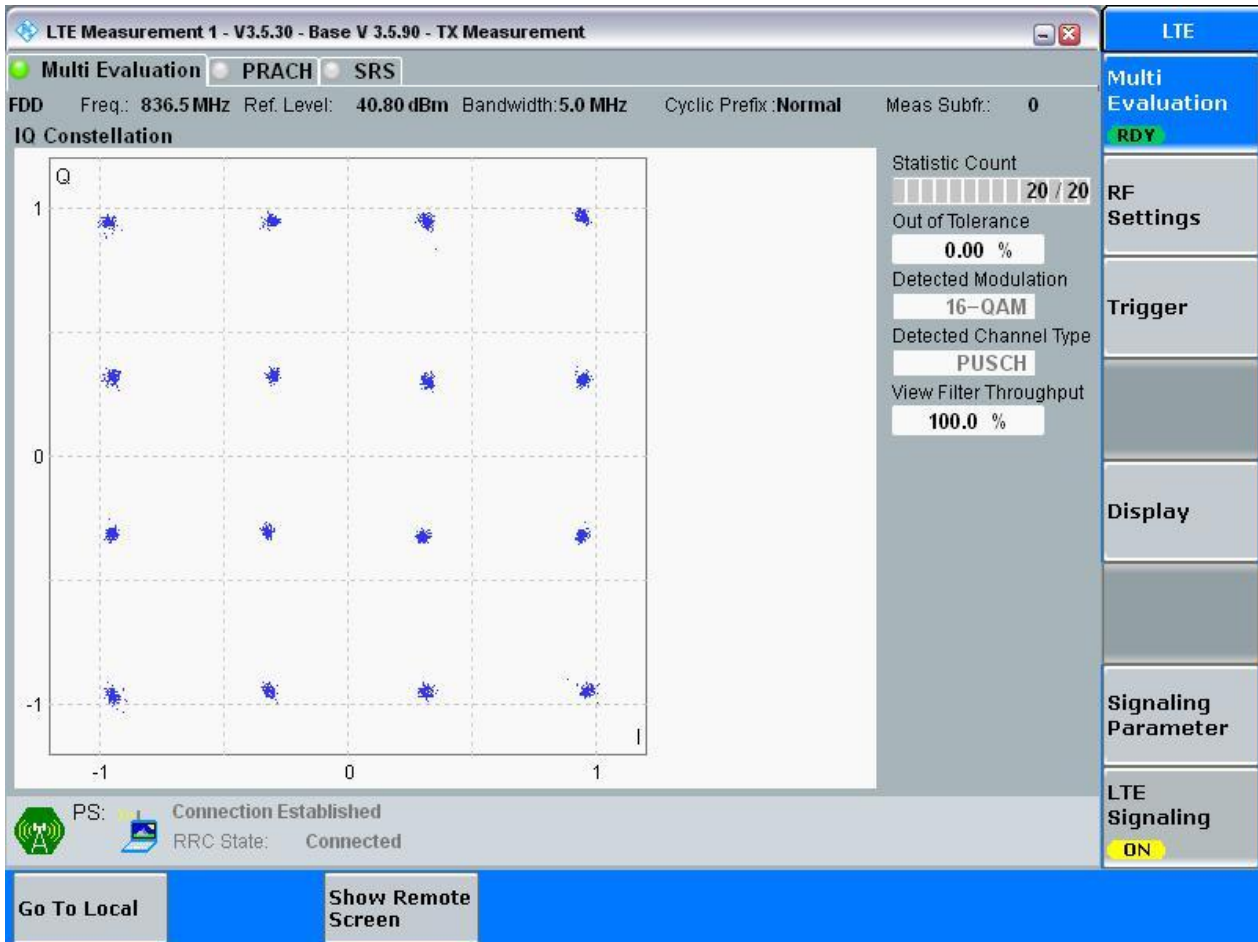 LTE Measurement 1 - V3.5.30 - Base V 3.5.90 - TX Measurement
LTE
Multi Evaluation PRACH SRS
FDD Freq.: 836.5 MHz Ref. Level: 40.80 dBm Bandwidth: 5.0 MHz Cyclic Prefix : Normal Meas Subfr.: 0
IQ Constellation
Q
1
0
-1
-1 0 1
I
Statistic Count
20 / 20
Out of Tolerance
0.00 %
Detected Modulation
16-QAM
Detected Channel Type
PUSCH
View Filter Throughput
100.0 %
Multi
Evaluation
RDY
RF
Settings
Trigger
Display
Signaling
Parameter
LTE
Signaling
ON
PS: Connection Established
RRC State: Connected
Go To Local
Show Remote
Screen